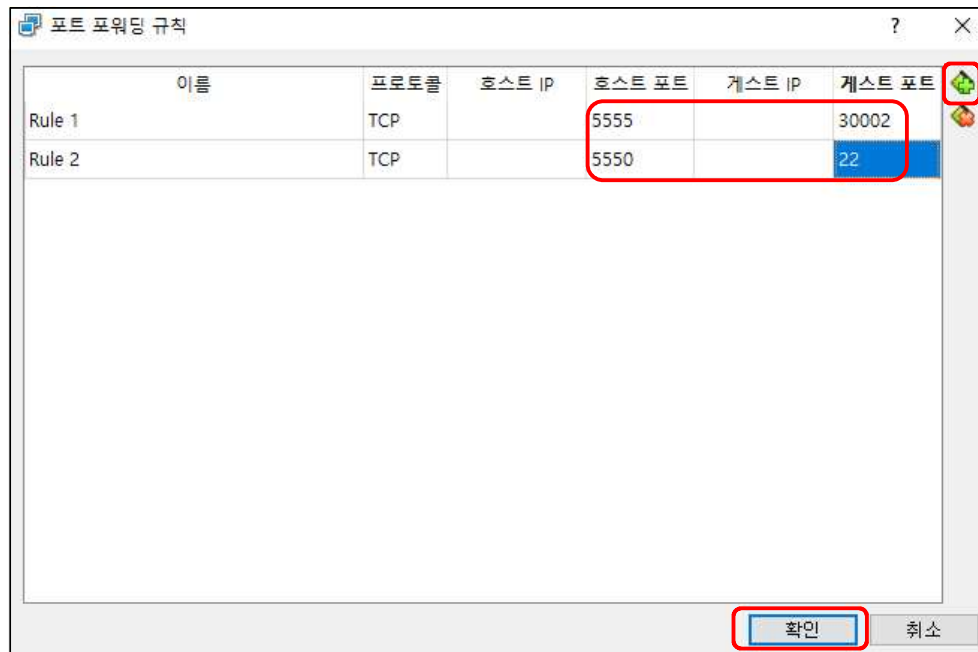 포트 포워딩 규칙 ?
이름 프로토콜 호스트 IP 호스트 포트 게스트 IP 게스트 포트
Rule 1 TCP 5555 30002
Rule 2 TCP 5550 22
확인 취소